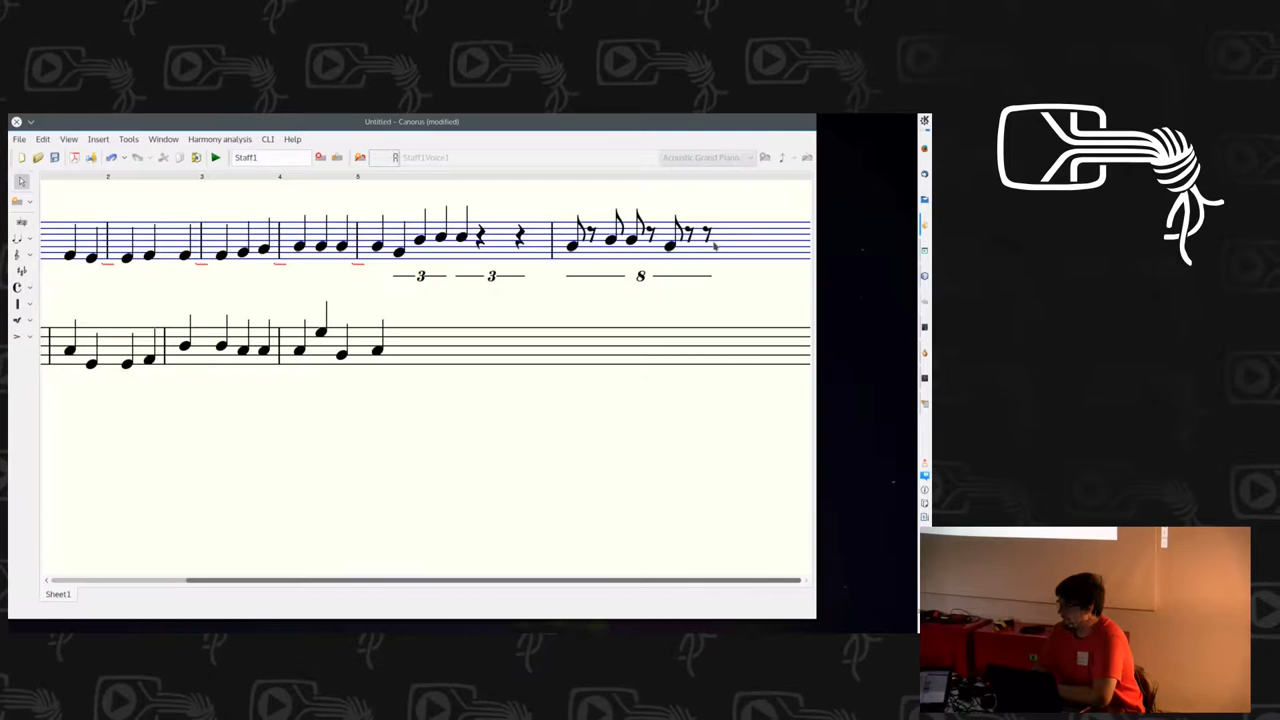 Untitled - Canorus (modified)
File Edit View Insert Tools Window Harmony analysis CLI Help
Staff1 Staff1Voice1 Acoustic Grand Piano
2 3 4 5
3 3 8
Sheet1